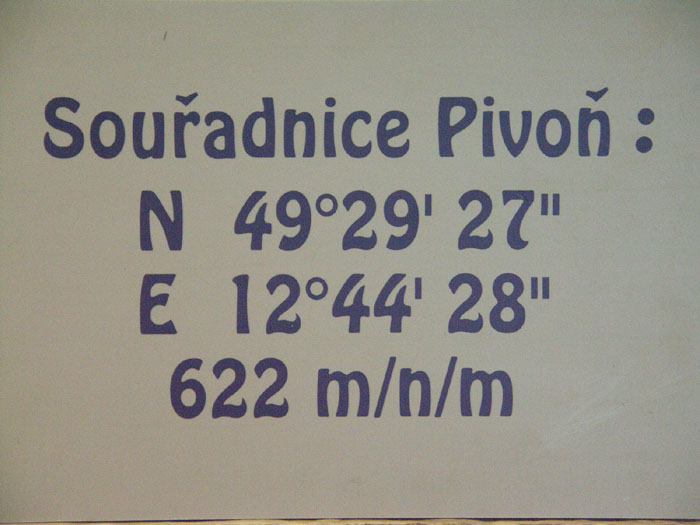 Souřadnice Pivoň :
N 49°29' 27"
E 12°44' 28"
622 m/n/m